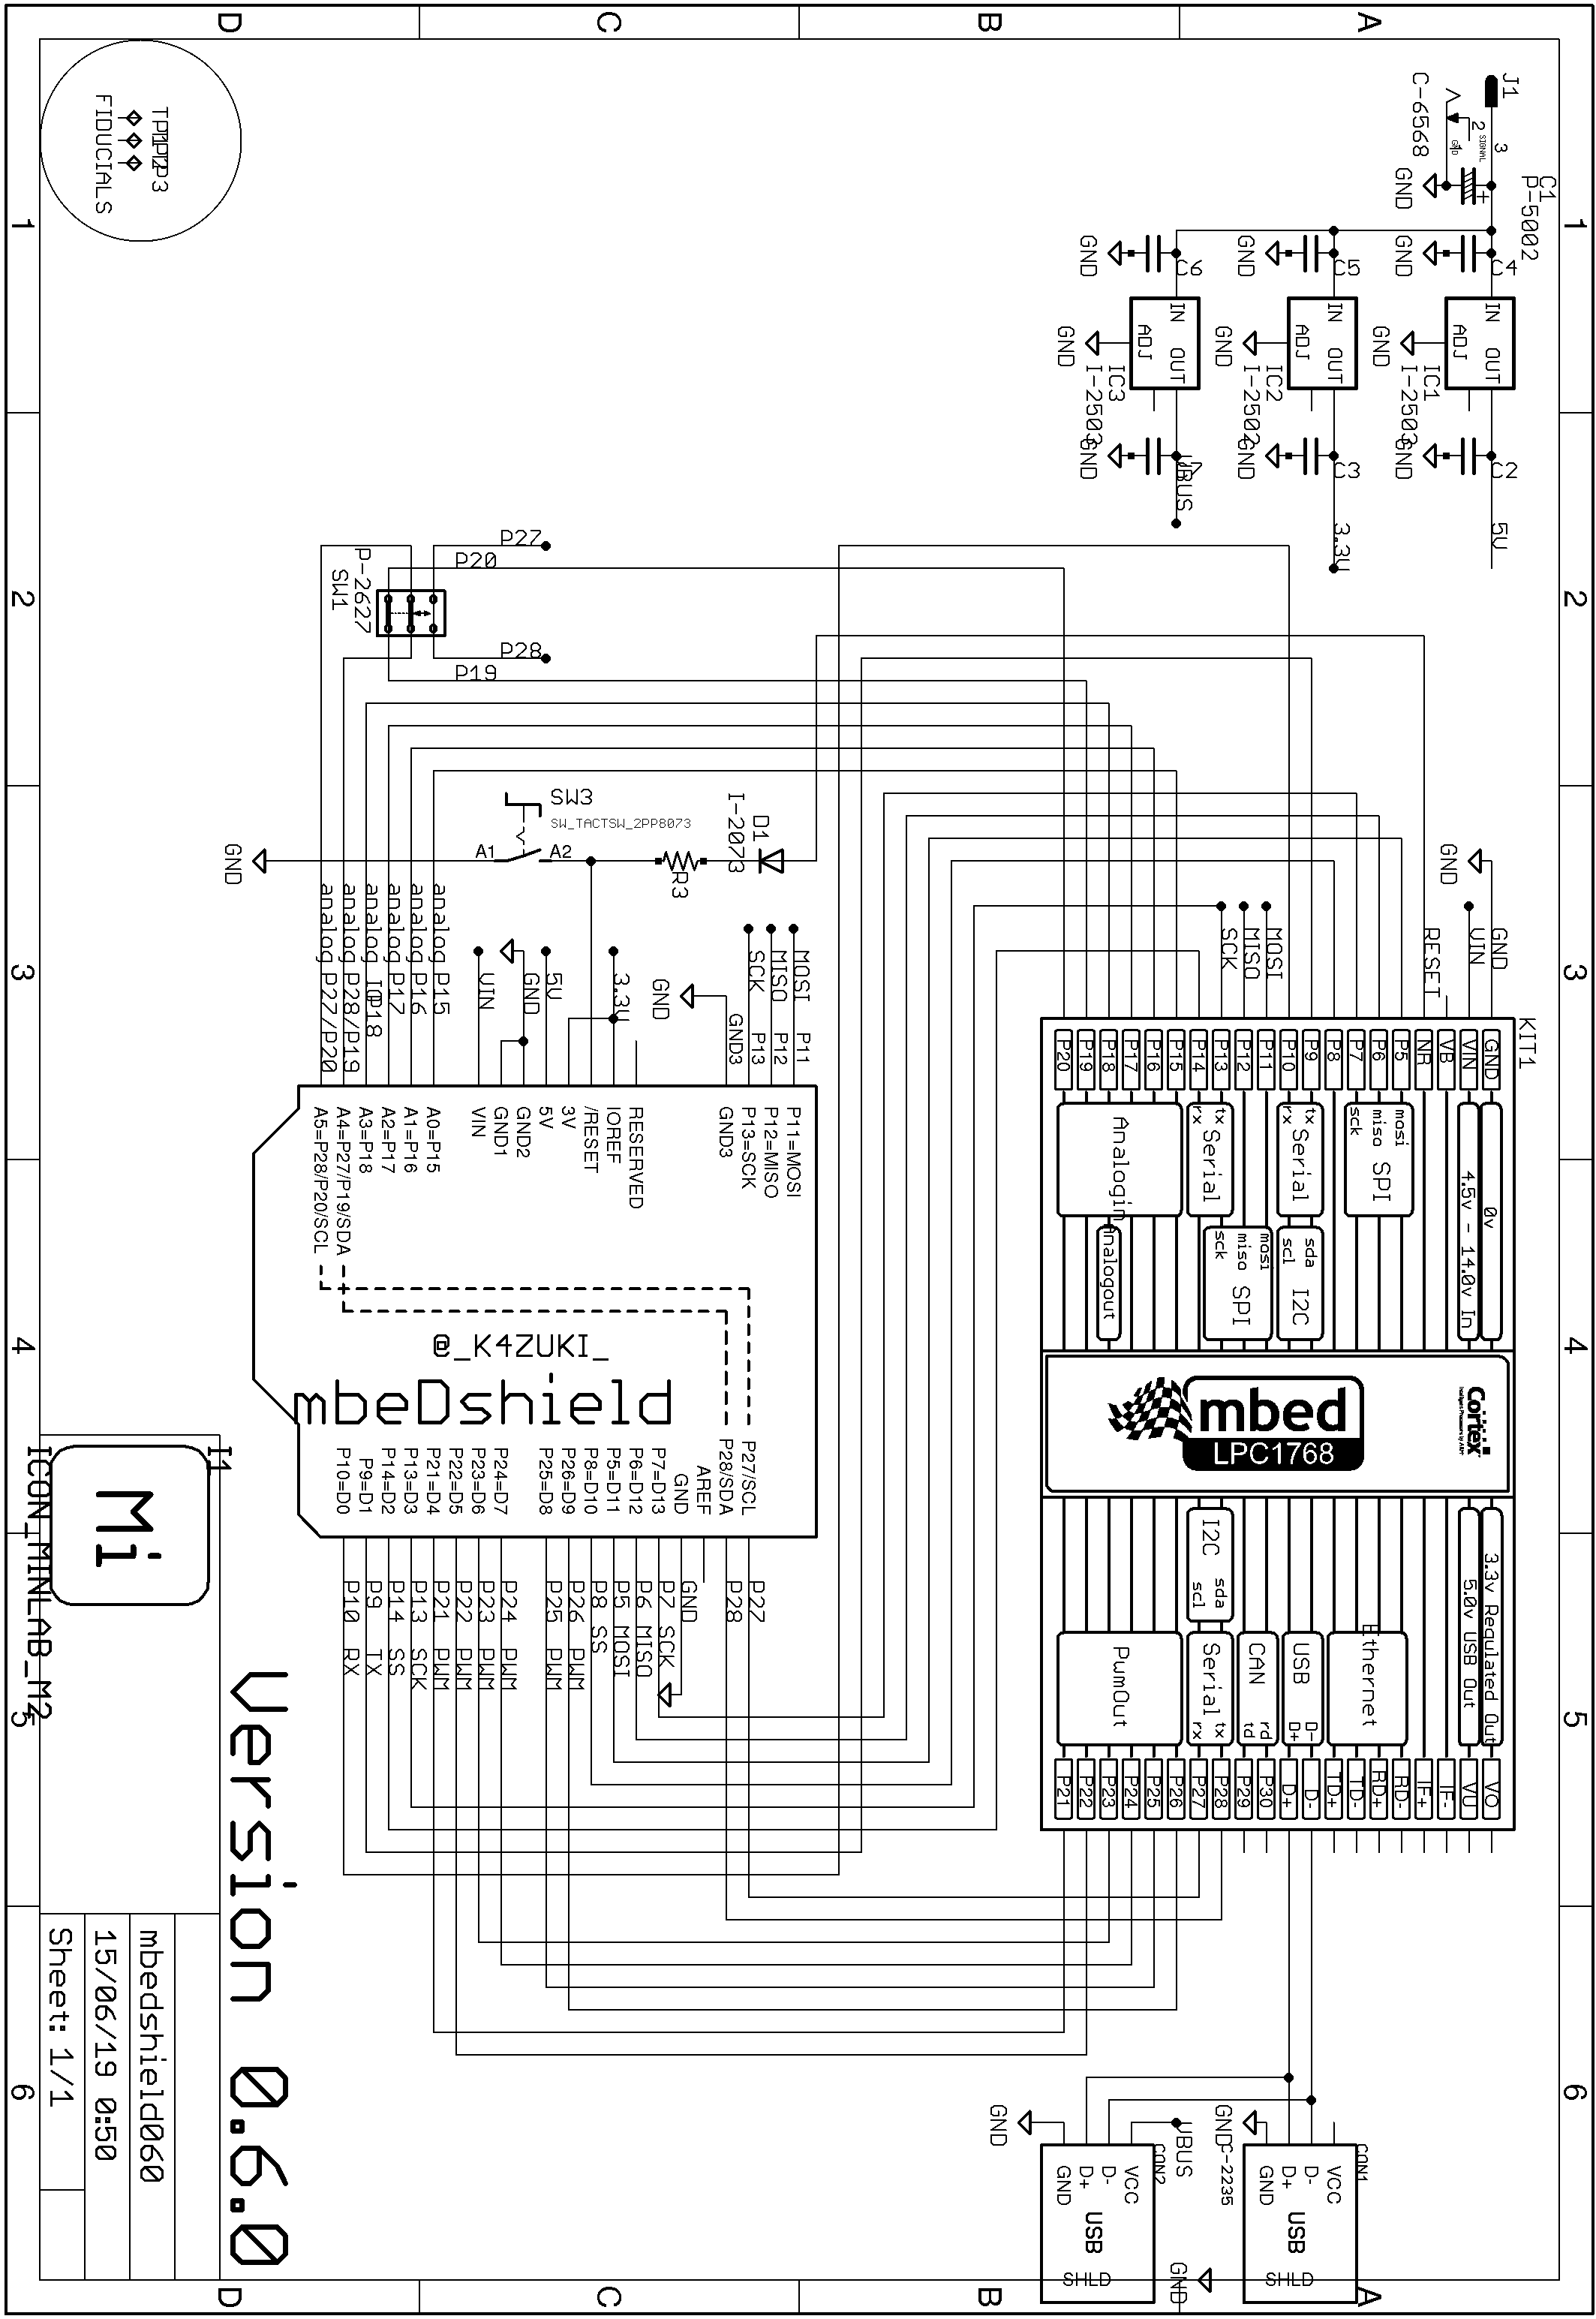 A
B
C
D
1
2
3
4
5
6
1
2
3
4
5
6
A
B
C
D
J1
C-6568
3
2
SIGNAL
GND
C1
P-5002
+
GND
C4
GND
C5
GND
C6
GND
IN OUT
ADJ
IC1
I-2503
GND
IN OUT
ADJ
IC2
I-2502
GND
IN OUT
ADJ
IC3
I-2503
GND
C2
GND
C3
GND
GND
5V
3.3V
VBUS
FIDUCIALS
P27
P20
P-2627
SW1
P28
P19
SW3
SW_TACTSW_2PP8073
A1
A2
R3
D1
I-2073
GND
GND
VIN
RESET
GND
MOSI
MISO
SCK
KIT1
GND
VIN
VB
NR
P5
P6
P7
P8
P9
P10
P11
P12
P13
P14
P15
P16
P17
P18
P19
P20
0v
4.5v - 14.0v In
mosi
miso SPI
sck
tx
Serial
rx
sda
I2C
scl
tx
Serial
rx
mosi
miso SPI
sck
AnalogIn
AnalogOut
Cortex
Intelligent Processors by ARM
mbed
LPC1768
3.3v Regulated Out
5.0v USB Out
Ethernet
USB
D-
D+
CAN
rd
td
I2C sda
scl
Serial tx
rx
PwmOut
VO
VU
IF-
IF+
RD-
RD+
TD-
TD+
D-
D+
P30
P29
P28
P27
P26
P25
P24
P23
P22
P21
MOSI P11
MISO P12
SCK P13
GND3
GND
3.3V
5V
GND
VIN
analog P15
analog P16
analog P17
analog P28/P19
analog P27/P20
P11=MOSI
P12=MISO
P13=SCK
GND3
RESERVED
IOREF
/RESET
3V
5V
GND2
GND1
VIN
A0=P15
A1=P16
A2=P17
A3=P18
A4=P27/P19/SDA
A5=P28/P20/SCL
@_K4ZUKI_
mbeDshield
P27/SCL
P28/SDA
AREF
GND
P7=D13
P6=D12
P5=D11
P8=D10
P26=D9
P25=D8
P24=D7
P23=D6
P22=D5
P21=D4
P13=D3
P14=D2
P9=D1
P10=D0
P27
P28
GND
P7 SCK
P6 MISO
P5 MOSI
P8 SS
P26 PWM
P25 PWM
P24 PWM
P23 PWM
P22 PWM
P21 PWM
P13 SCK
P14 SS
P9 TX
P10 RX
CON1
VCC
D-
D+
GND
USB
SHLD
GND
C-2235
GND
CON2
VCC
D-
D+
GND
USB
SHLD
VBUS
GND
I1
Mi
ICON_MINLAB_M2
Version 0.6.0
mbedshield060
15/06/19 0:50
Sheet: 1/1